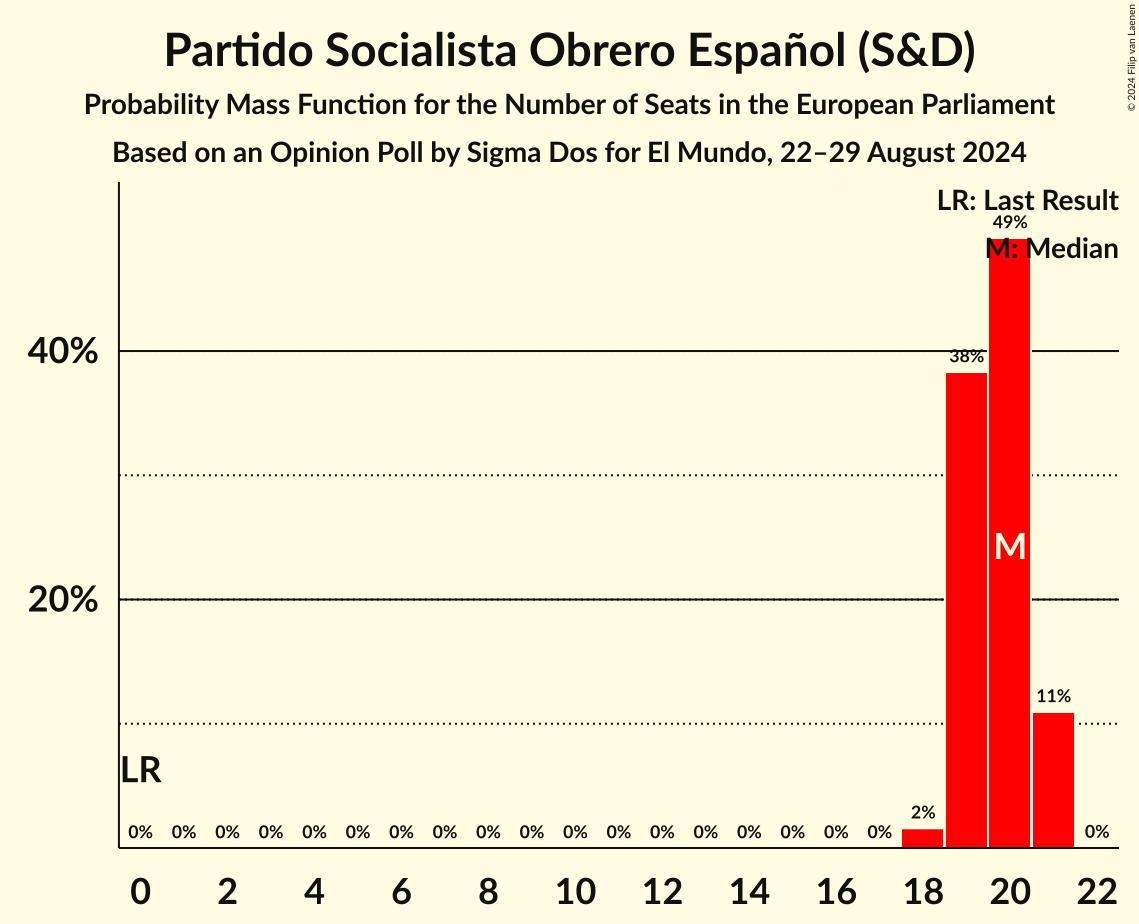 Partido Socialista Obrero Español (S&D)
Probability Mass Function for the Number of Seats in the European Parliament
Based on an Opinion Poll by Sigma Dos for El Mundo, 22–29 August 2024
© 2024 Filip van Laenen
LR: Last Result
49%
M: Median
40%
38%
M
20%
11%
LR
2%
0% 0% 0% 0% 0% 0% 0% 0% 0% 0% 0% 0% 0% 0% 0% 0% 0% 0% 0%
0 2 4 6 8 10 12 14 16 18 20 22